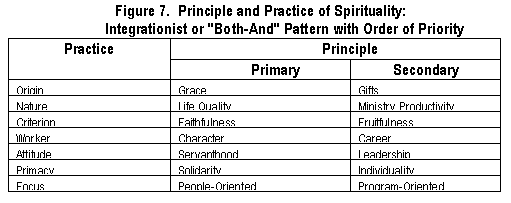 Figure 7. Principle and Practice of Spirituality:
Integrationist or "Both-And" Pattern with Order of Priority
Practice Principle
Primary Secondary
Origin Grace Gifts
Nature Life Quality Ministry Productivity
Criterion Faithfulness Fruitfulness
Worker Character Career
Attitude Servanthood Leadership
Primacy Solidarity Individuality
Focus People-Oriented Program-Oriented